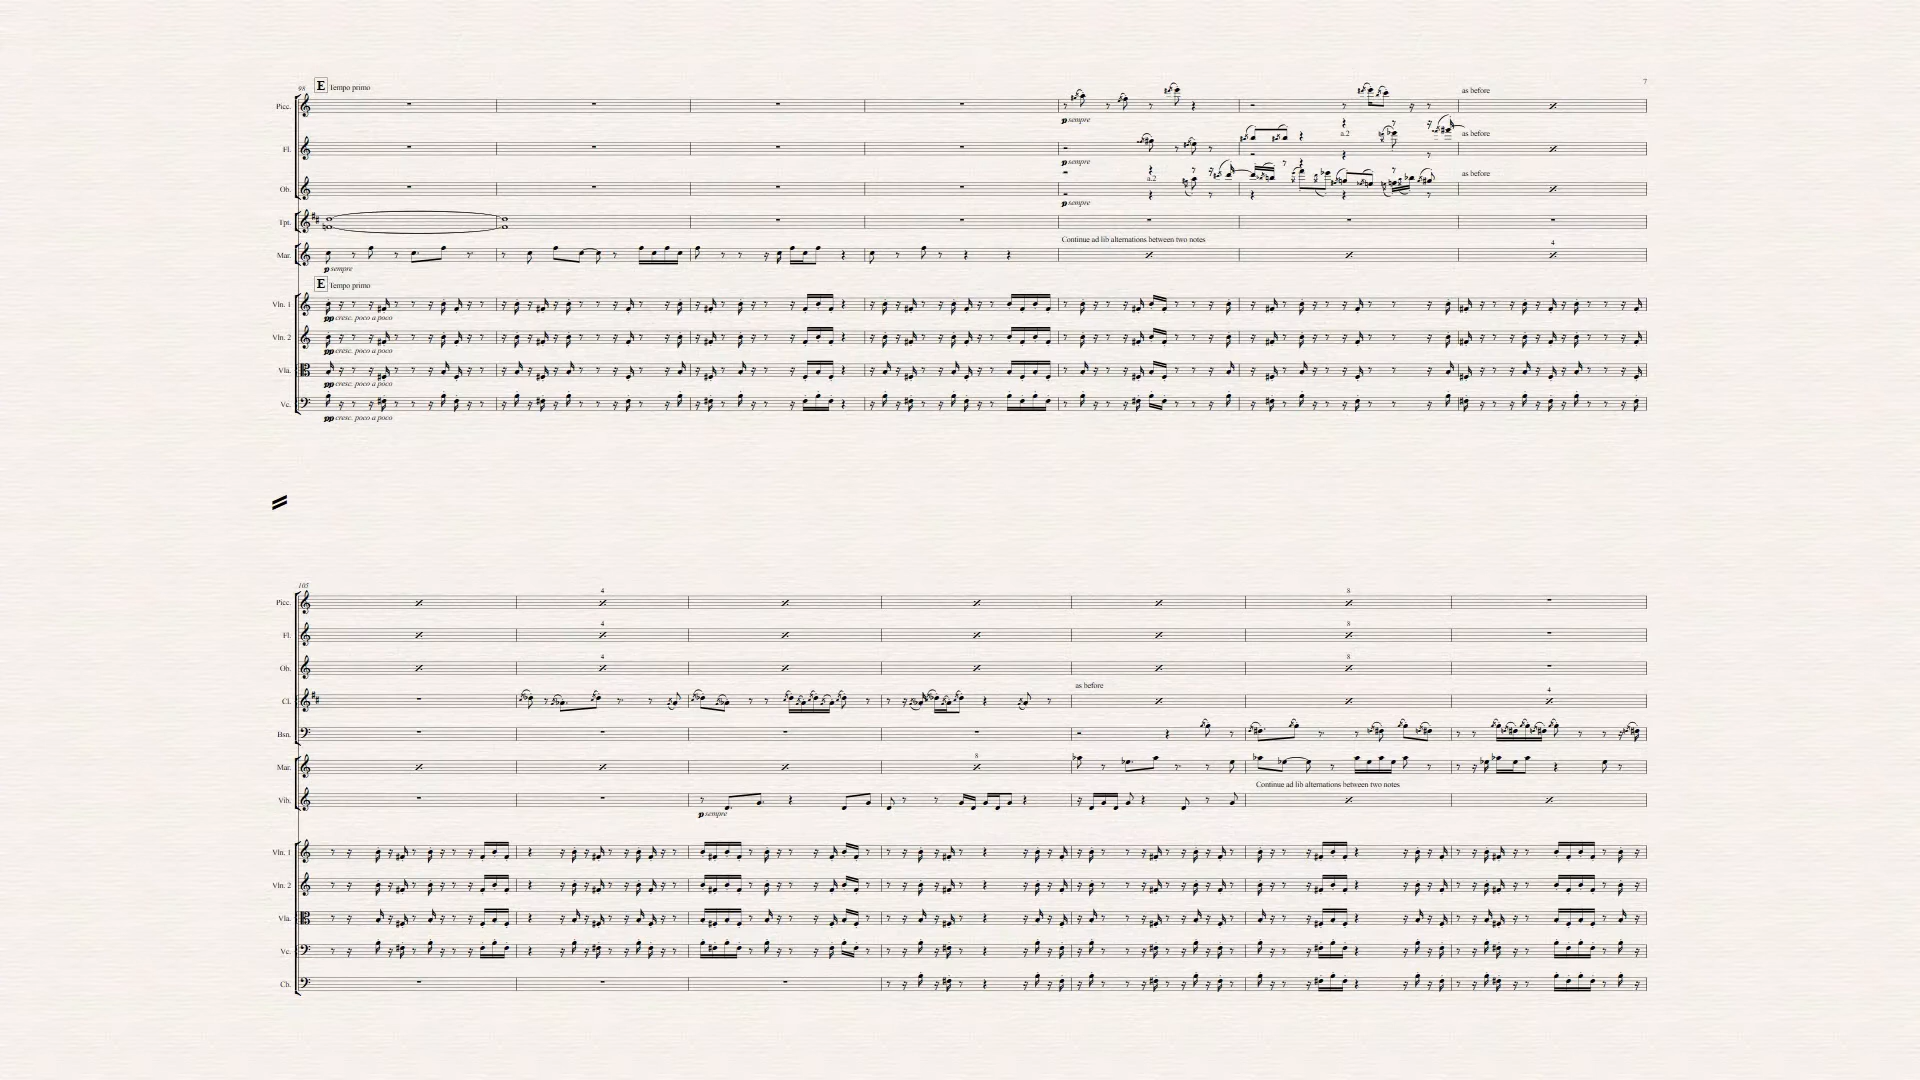 7
98 E Tempo primo as before
Picc.
p sempre
a.2 as before
Fl.
p sempre
a.2 as before
Ob.
p sempre
Tpt.
Continue ad lib alternations between two notes
4
Mar.
p sempre
E Tempo primo
Vln. 1
pp cresc. poco a poco
Vln. 2
pp cresc. poco a poco
Vla.
pp cresc. poco a poco
Vc.
pp cresc. poco a poco
105
4 8
Picc.
4 8
Fl.
4 8
Ob.
as before 4
Cl.
Bsn.
8
Mar.
Continue ad lib alternations between two notes
Vib.
p sempre
Vln. 1
Vln. 2
Vla.
Vc.
Cb.